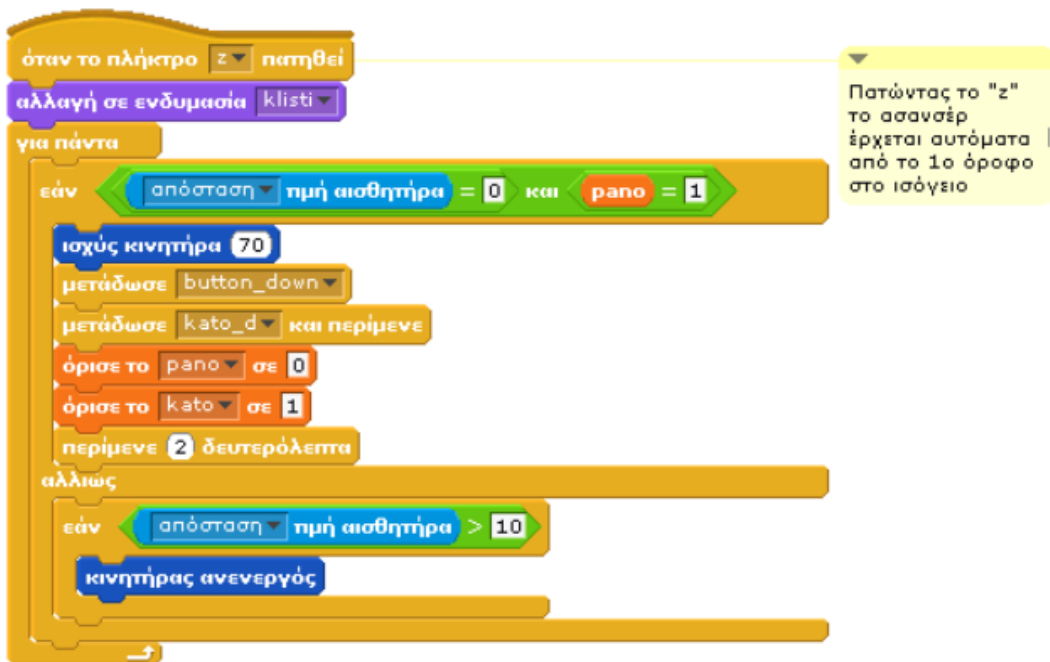 όταν το πλήκτρο z πατηθεί
αλλαγή σε ενδυμασία klisti
για πάντα
εάν απόσταση τιμή αισθητήρα = 0 και pano = 1
ισχύς κινητήρα 70
μετάδωσε button_down
μετάδωσε kato_d και περίμενε
όρισε το pano σε 0
όρισε το kato σε 1
περίμενε 2 δευτερόλεπτα
αλλιώς
εάν απόσταση τιμή αισθητήρα > 10
κινητήρας ανενεργός
Πατώντας το "z"
το ασανσέρ
έρχεται αυτόματα
από το 1ο όροφο
στο ισόγειο